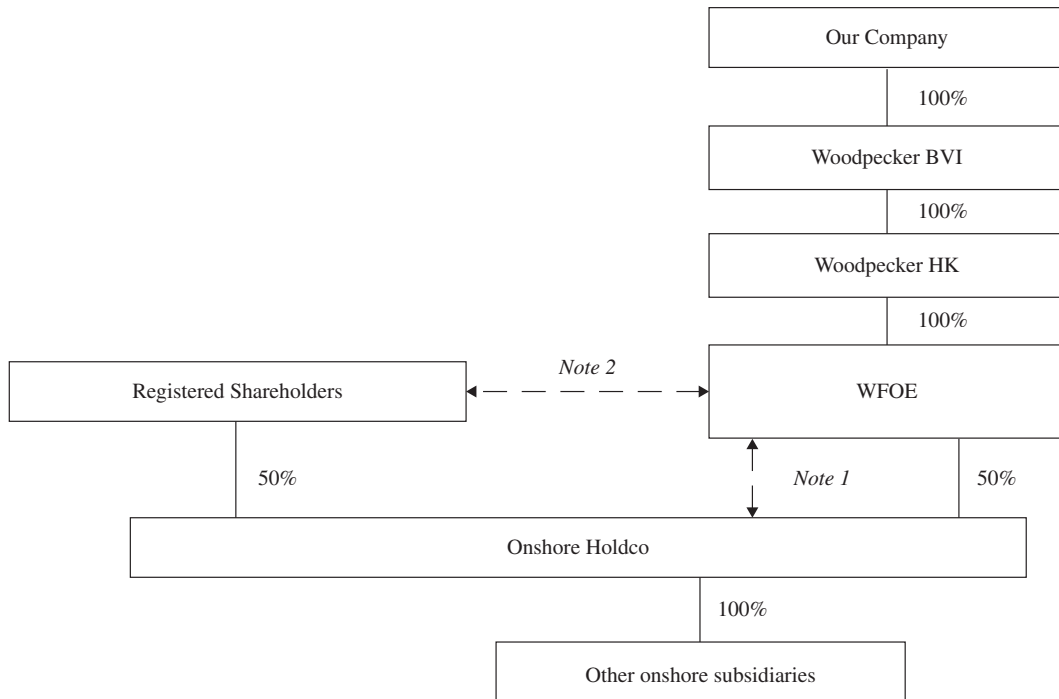 Our Company
100%
Woodpecker BVI
100%
Woodpecker HK
100%
Registered Shareholders
Note 2
WFOE
50%
Note 1
50%
Onshore Holdco
100%
Other onshore subsidiaries